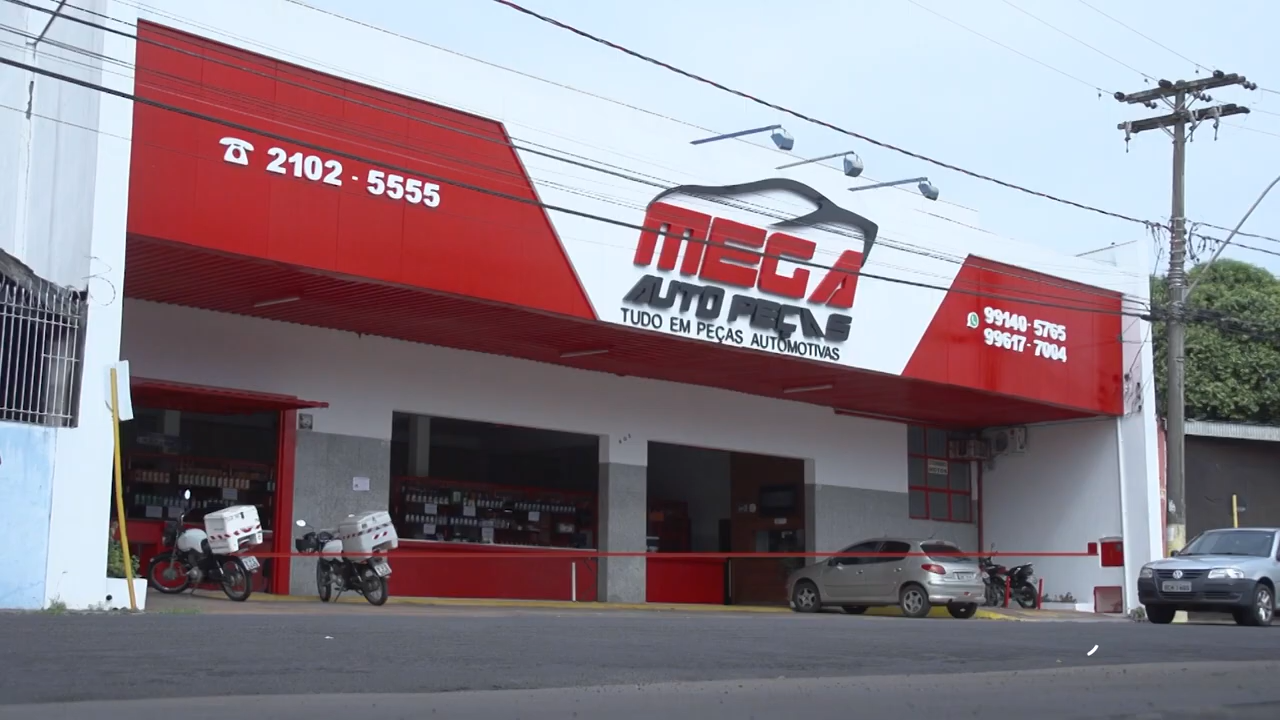 2102 - 5555
MEGA
AUTO PEÇAS
TUDO EM PEÇAS AUTOMOTIVAS
99140-5765
99617-7004